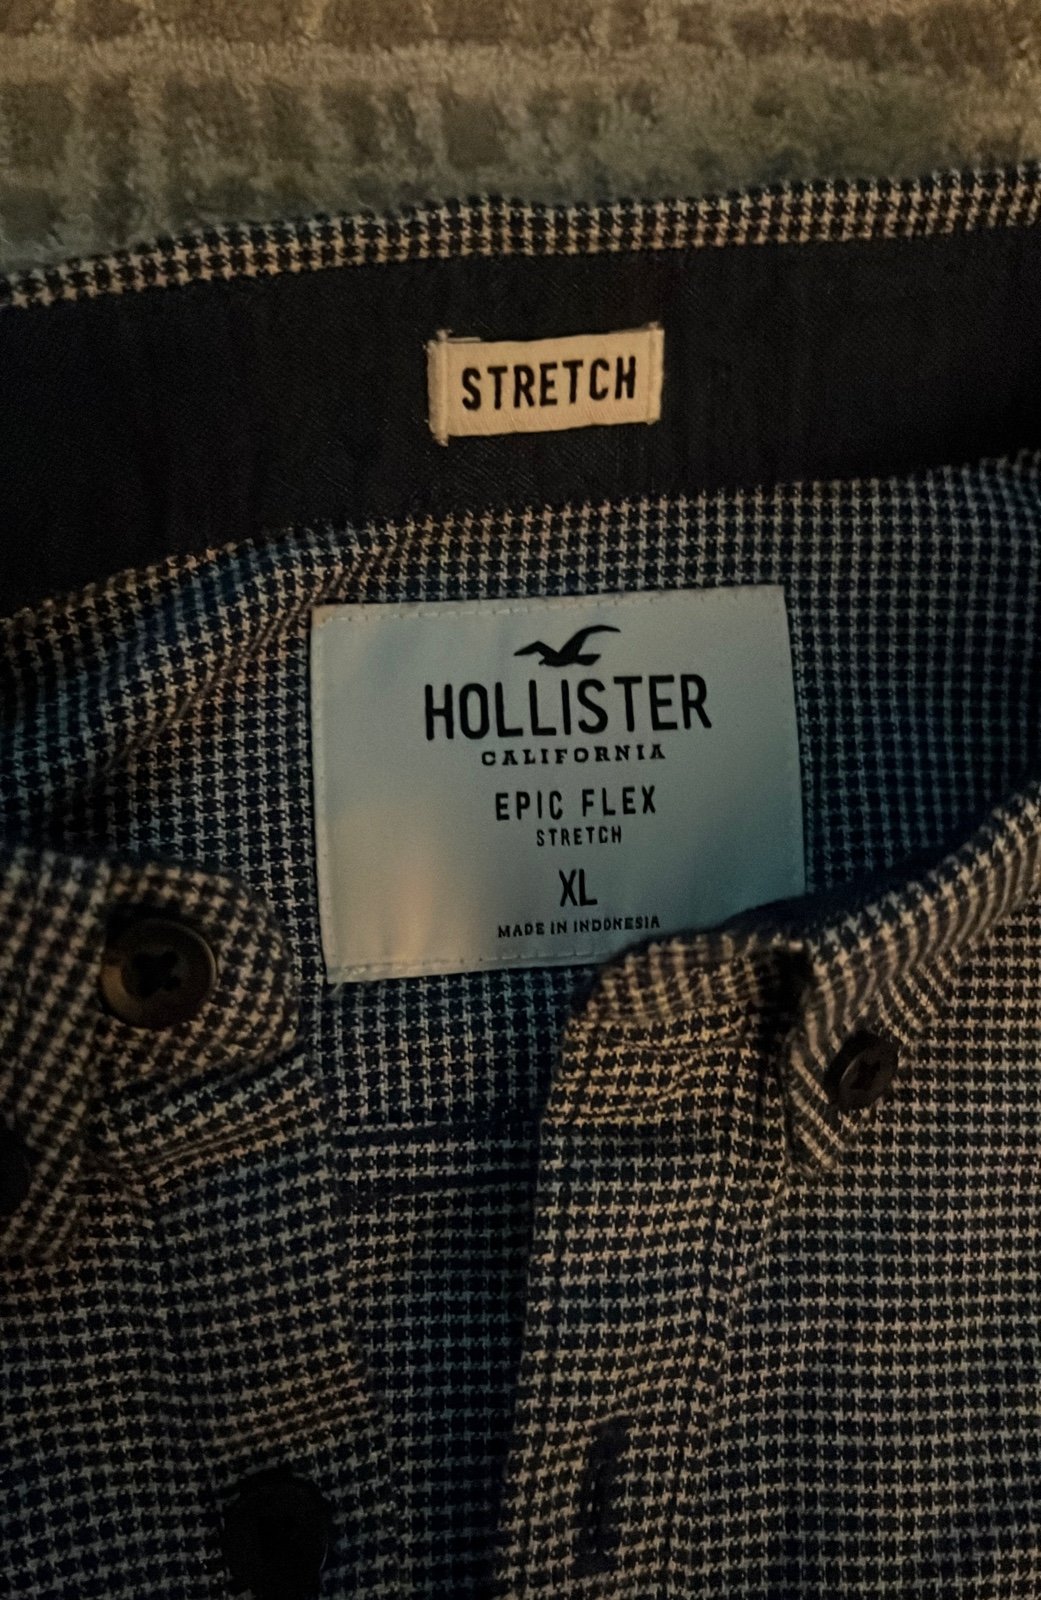 STRETCH
HOLLISTER
CALIFORNIA
EPIC FLEX
STRETCH
XL
MADE IN INDONESIA